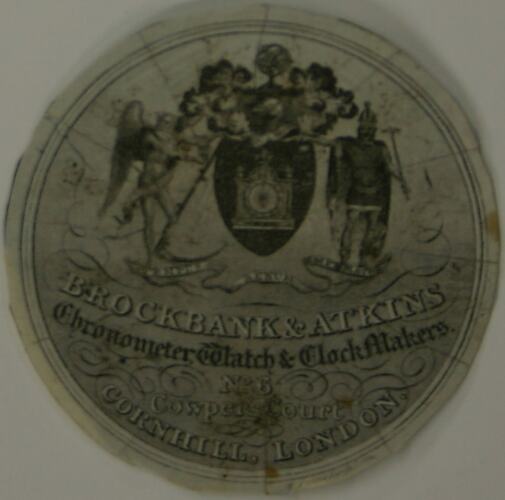 BROCKBANK & ATKINS
Chronometer Watch & Clock Makers.
No. 6
Cowpers Court
CORNHILL, LONDON.